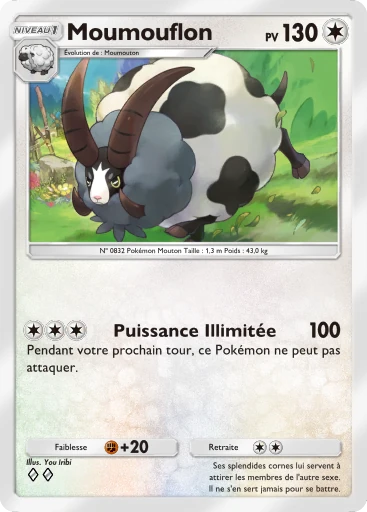 NIVEAU 1
Moumouflon
PV 130
Évolution de : Moumouton
N° 0832 Pokémon Mouton Taille : 1,3 m Poids : 43,0 kg
Puissance Illimitée 100
Pendant votre prochain tour, ce Pokémon ne peut pas
attaquer.
Faiblesse +20
Retraite
Illus. You Iribi
Ses splendides cornes lui servent à
attirer les membres de l'autre sexe.
Il ne s'en sert jamais pour se battre.